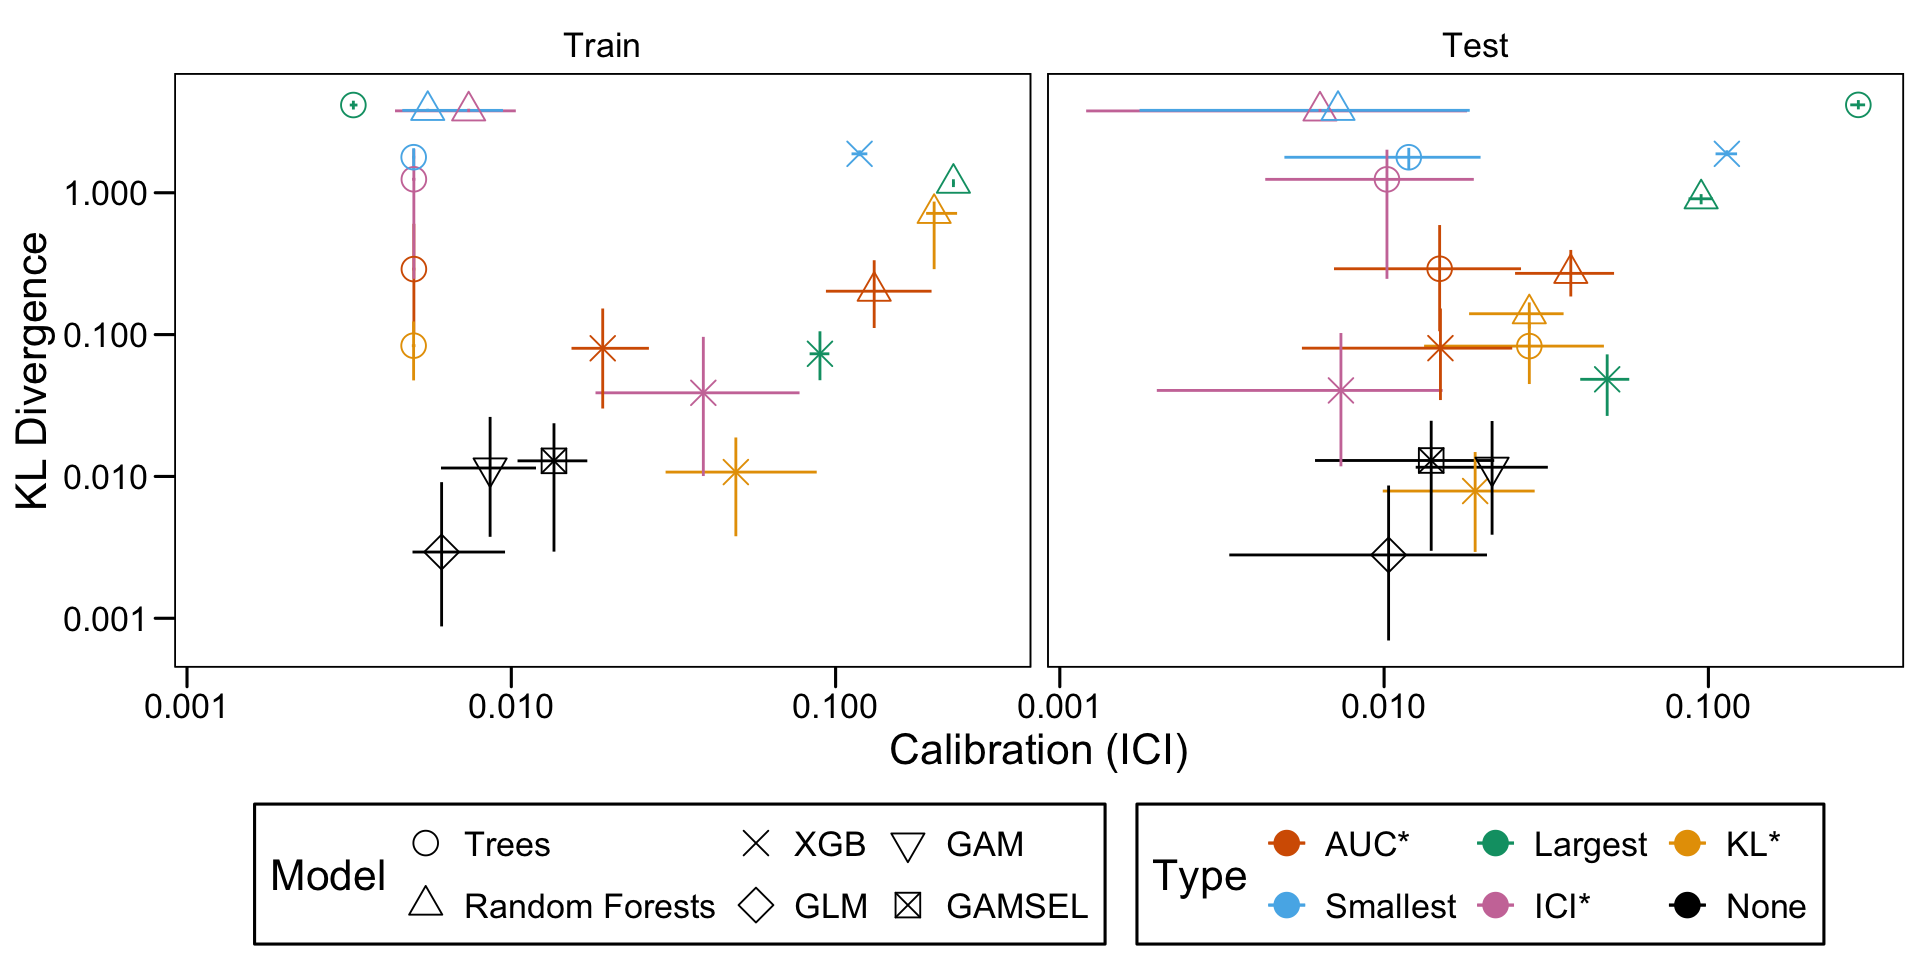 Train
Test
KL Divergence
1.000
0.100
0.010
0.001
0.001 0.010 0.100
0.001 0.010 0.100
Calibration (ICI)
Model
Trees XGB GAM
Random Forests GLM GAMSEL
Type
AUC* Largest KL*
Smallest ICI* None